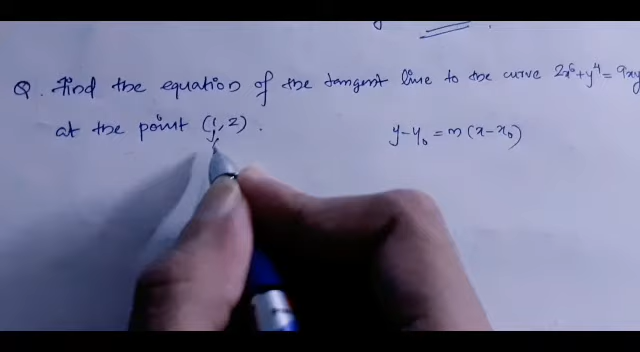 Q. Find the equation of the tangent line to the curve 2x⁶+y⁴=9xy
at the point (1, 2).
y-y₀ = m(x-x₀)